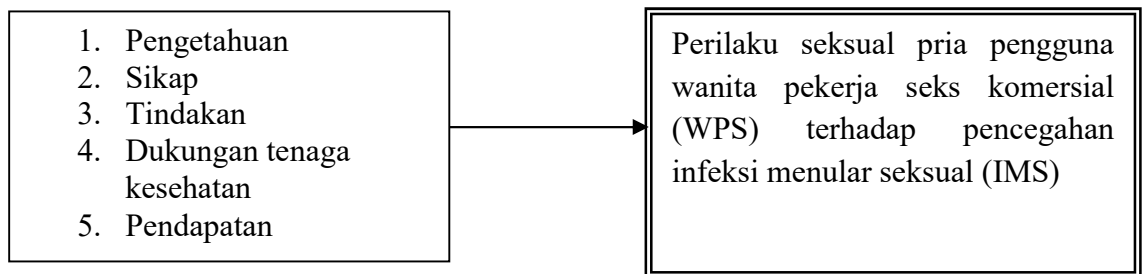 1. Pengetahuan
2. Sikap
3. Tindakan
4. Dukungan tenaga
kesehatan
5. Pendapatan
Perilaku seksual pria pengguna
wanita pekerja seks komersial
(WPS) terhadap pencegahan
infeksi menular seksual (IMS)